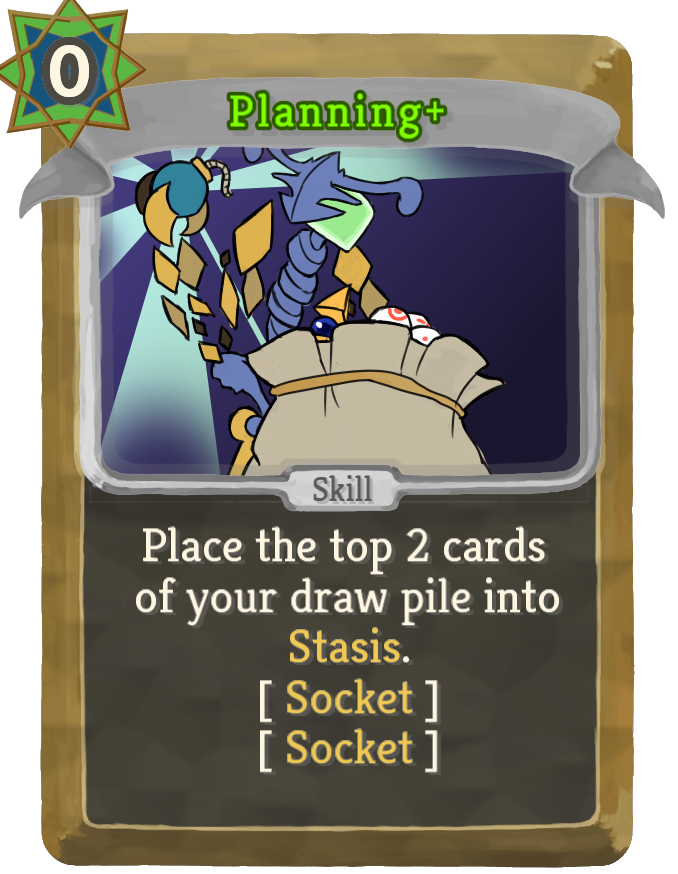 0
Planning+
Skill
Place the top 2 cards
of your draw pile into
Stasis.
[ Socket ]
[ Socket ]